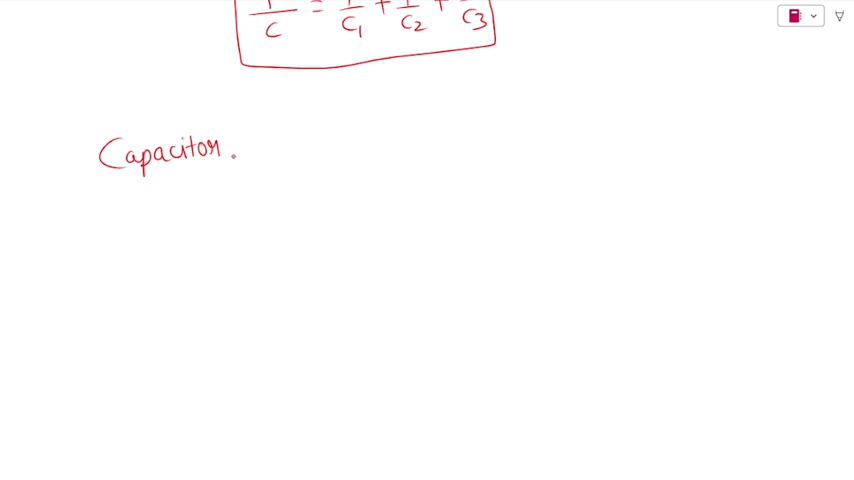 1/C = 1/C1 + 1/C2 + 1/C3
Capacitor